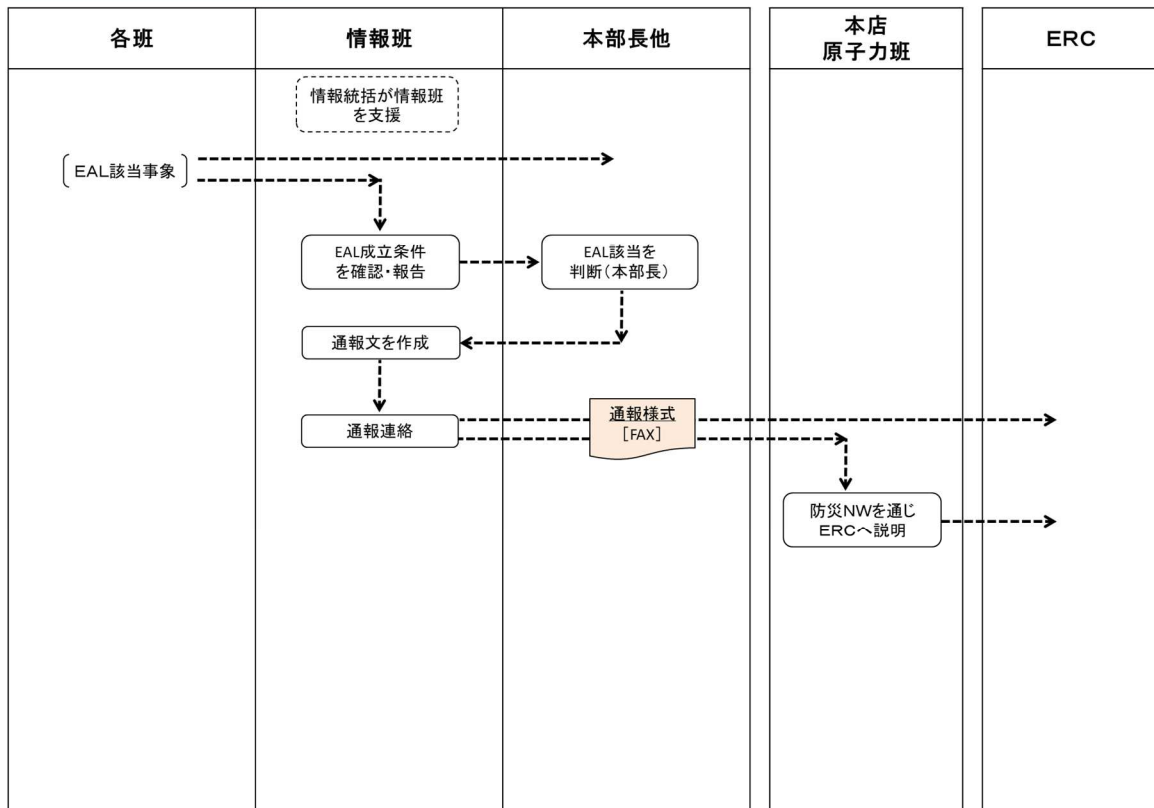 各班
情報班
本部長他
本店
原子力班
ＥＲＣ
情報統括が情報班
を支援
ＥＡＬ該当事象
EAL成立条件
を確認・報告
EAL該当を
判断（本部長）
通報文を作成
通報連絡
通報様式
［FAX］
防災NWを通じ
ＥＲＣへ説明